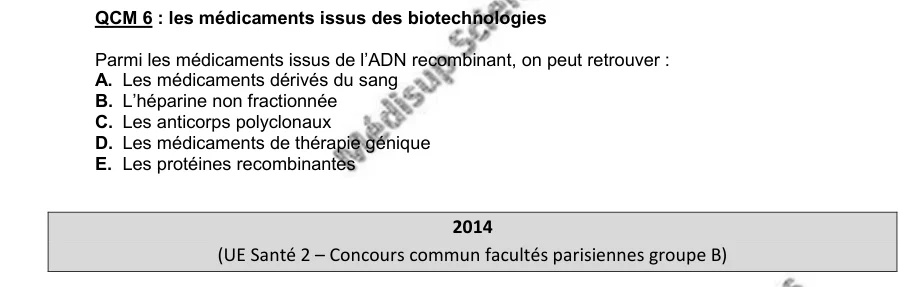 QCM 6 : les médicaments issus des biotechnologies
Parmi les médicaments issus de l'ADN recombinant, on peut retrouver :
A. Les médicaments dérivés du sang
B. L'héparine non fractionnée
C. Les anticorps polyclonaux
D. Les médicaments de thérapie génique
E. Les protéines recombinantes
Médisup
2014
(UE Santé 2 – Concours commun facultés parisiennes groupe B)